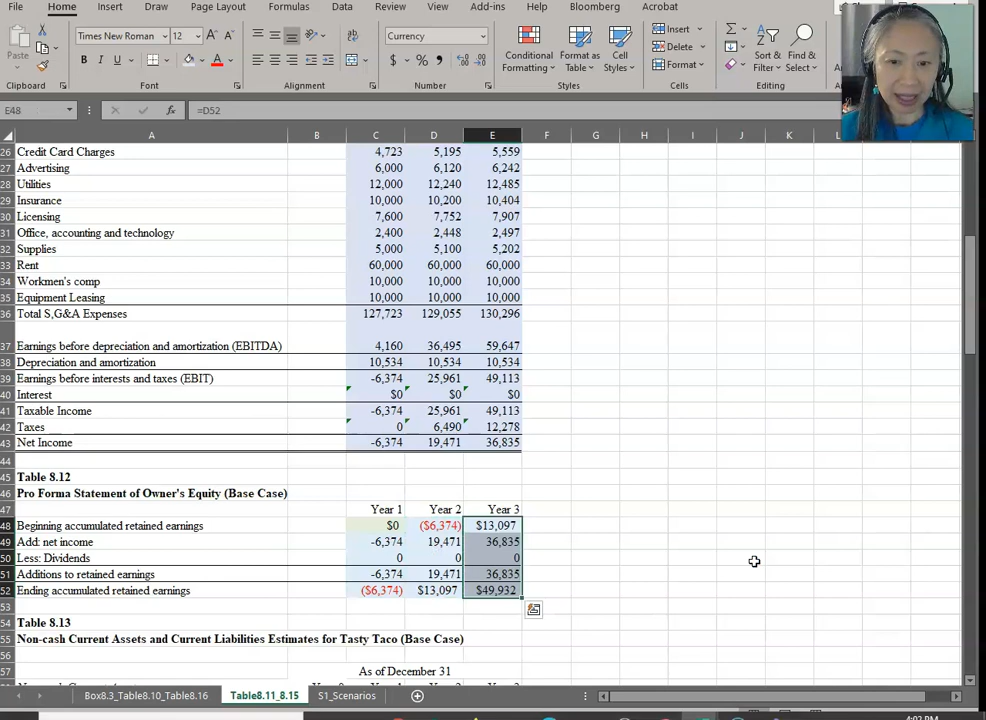 File Home Insert Draw Page Layout Formulas Data Review View Add-ins Help Bloomberg Acrobat
Times New Roman 12 A A Currency Insert
Paste B I U A $ % Conditional Format as Cell Delete Sort & Find &
Formatting Table Styles Format Filter Select
Clipboard Font Alignment Number Styles Cells Editing
E48 fx =D52
A B C D E F G H I J K L
26 Credit Card Charges 4,723 5,195 5,559
27 Advertising 6,000 6,120 6,242
28 Utilities 12,000 12,240 12,485
29 Insurance 10,000 10,200 10,404
30 Licensing 7,600 7,752 7,907
31 Office, accounting and technology 2,400 2,448 2,497
32 Supplies 5,000 5,100 5,202
33 Rent 60,000 60,000 60,000
34 Workmen's comp 10,000 10,000 10,000
35 Equipment Leasing 10,000 10,000 10,000
36 Total S,G&A Expenses 127,723 129,055 130,296
37 Earnings before depreciation and amortization (EBITDA) 4,160 36,495 59,647
38 Depreciation and amortization 10,534 10,534 10,534
39 Earnings before interests and taxes (EBIT) -6,374 25,961 49,113
40 Interest $0 $0 $0
41 Taxable Income -6,374 25,961 49,113
42 Taxes 0 6,490 12,278
43 Net Income -6,374 19,471 36,835
44
45 Table 8.12
46 Pro Forma Statement of Owner's Equity (Base Case)
47 Year 1 Year 2 Year 3
48 Beginning accumulated retained earnings $0 ($6,374) $13,097
49 Add: net income -6,374 19,471 36,835
50 Less: Dividends 0 0 0
51 Additions to retained earnings -6,374 19,471 36,835
52 Ending accumulated retained earnings ($6,374) $13,097 $49,932
53
54 Table 8.13
55 Non-cash Current Assets and Current Liabilities Estimates for Tasty Taco (Base Case)
56
57 As of December 31
Box8.3_Table8.10_Table8.16 Table8.11_8.15 S1_Scenarios